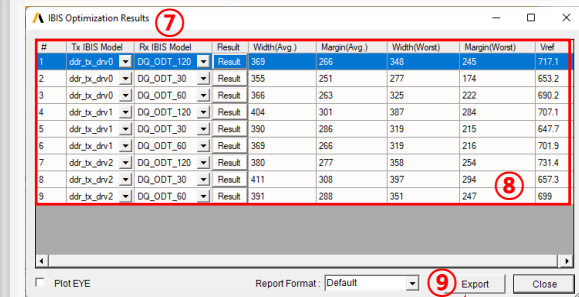 IBIS Optimization Results
⑦
# Tx IBIS Model Rx IBIS Model Result Width(Avg.) Margin(Avg.) Width(Worst) Margin(Worst) Vref
1 ddr_tx_drv0 DQ_ODT_120 Result 369 266 348 245 717.1
2 ddr_tx_drv0 DQ_ODT_30 Result 355 251 277 174 653.2
3 ddr_tx_drv0 DQ_ODT_60 Result 366 263 325 222 690.2
4 ddr_tx_drv1 DQ_ODT_120 Result 404 301 387 284 707.1
5 ddr_tx_drv1 DQ_ODT_30 Result 390 286 319 215 647.7
6 ddr_tx_drv1 DQ_ODT_60 Result 369 266 319 216 701.9
7 ddr_tx_drv2 DQ_ODT_120 Result 380 277 358 254 731.4
8 ddr_tx_drv2 DQ_ODT_30 Result 411 308 397 294 657.3
9 ddr_tx_drv2 DQ_ODT_60 Result 391 288 351 247 699
⑧
Plot EYE Report Format : Default ⑨ Export Close